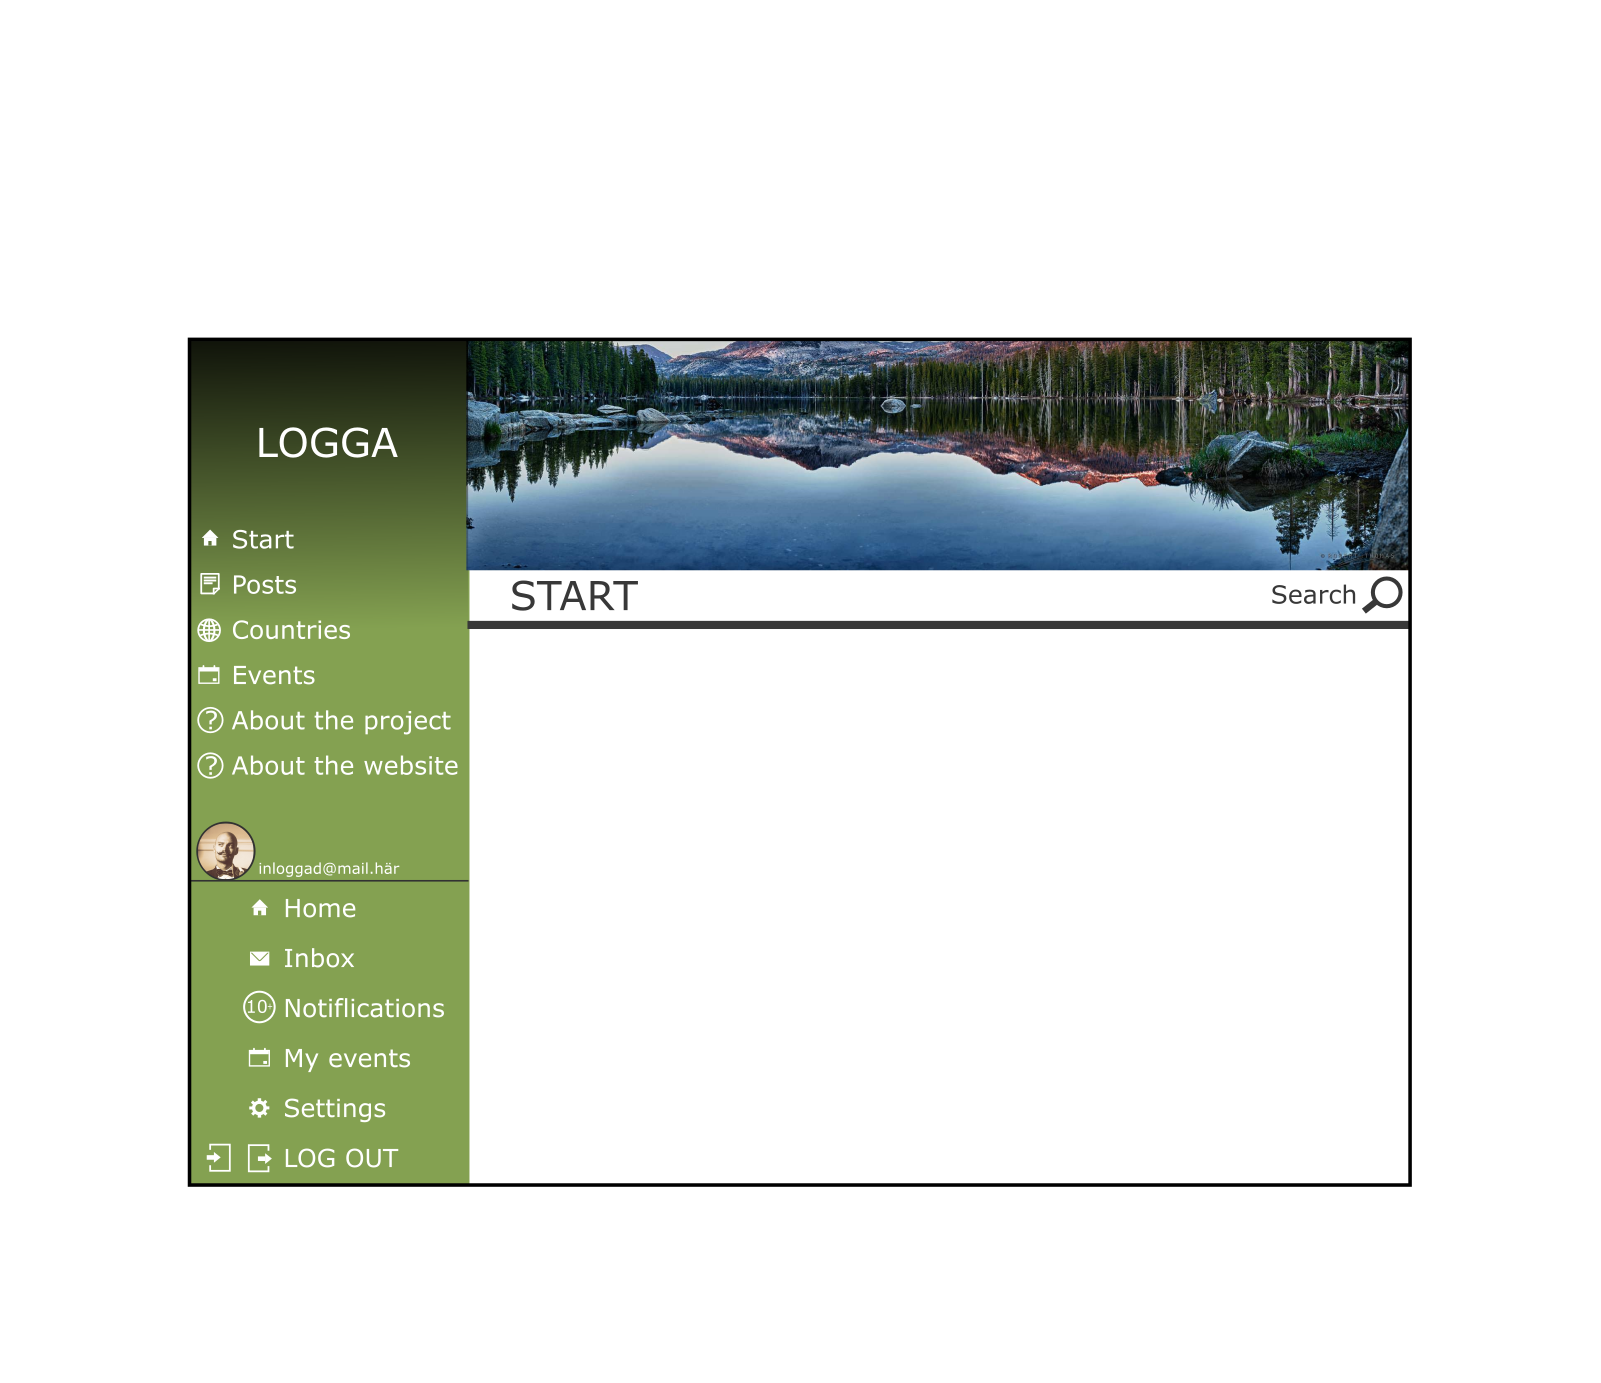 LOGGA
Start
Posts
Countries
Events
About the project
About the website
inloggad@mail.här
Home
Inbox
10+ Notiflications
My events
Settings
LOG OUT
START
Search